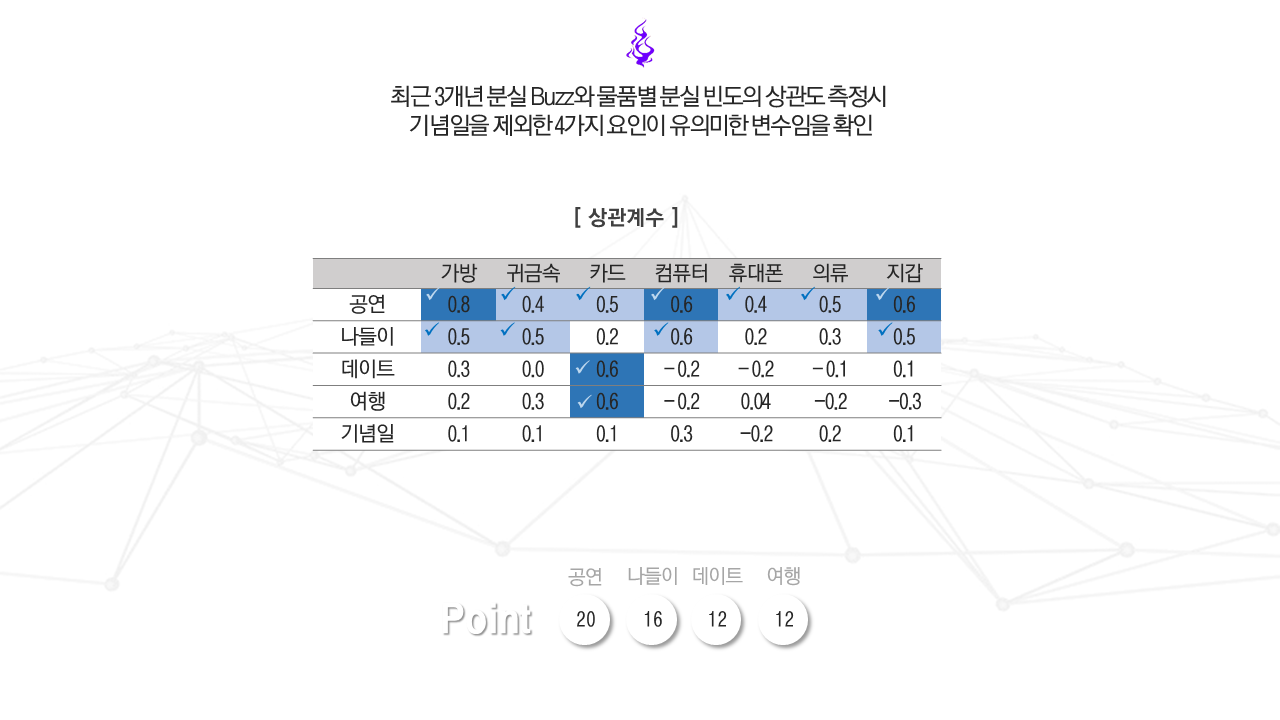 최근 3개년 분실 Buzz와 물품별 분실 빈도의 상관도 측정시
기념일을 제외한 4가지 요인이 유의미한 변수임을 확인
[ 상관계수 ]
가방 귀금속 카드 컴퓨터 휴대폰 의류 지갑
공연 0.8 0.4 0.5 0.6 0.4 0.5 0.6
나들이 0.5 0.5 0.2 0.6 0.2 0.3 0.5
데이트 0.3 0.0 0.6 -0.2 -0.2 -0.1 0.1
여행 0.2 0.3 0.6 -0.2 0.04 -0.2 -0.3
기념일 0.1 0.1 0.1 0.3 -0.2 0.2 0.1
공연 나들이 데이트 여행
Point 20 16 12 12